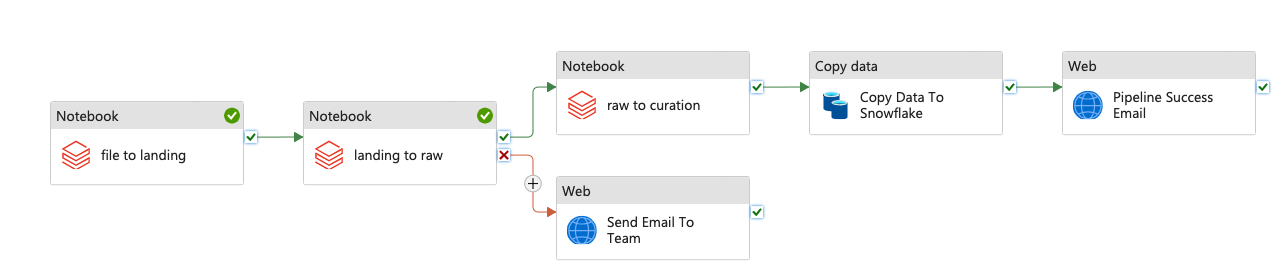 Notebook
file to landing
Notebook
landing to raw
Notebook
raw to curation
Copy data
Copy Data To
Snowflake
Web
Pipeline Success
Email
Web
Send Email To
Team